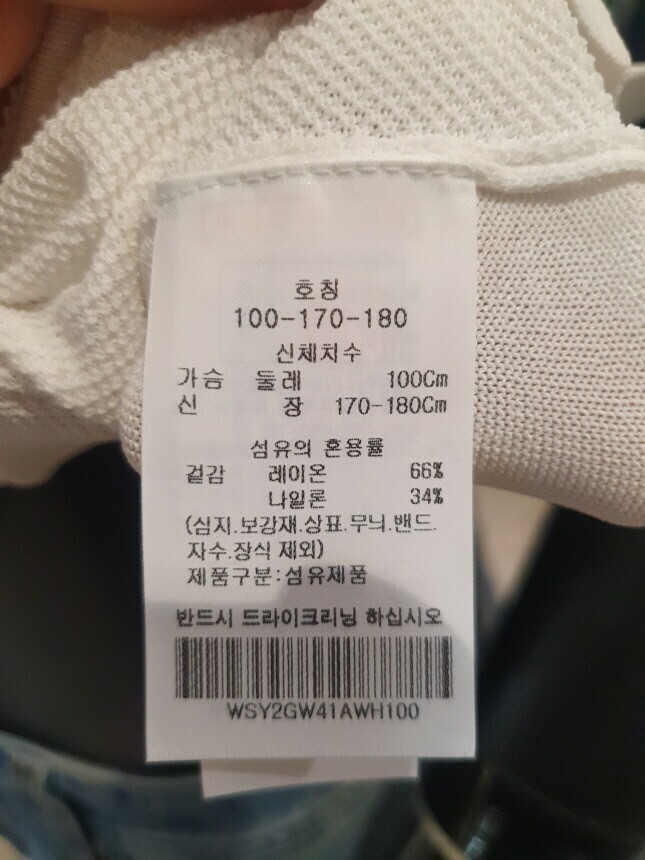 호칭
100-170-180
신체치수
가슴 둘레 100Cm
신 장 170-180Cm
섬유의 혼용률
겉감 레이온 66%
나일론 34%
(심지.보강재.상표.무늬.밴드.
자수.장식 제외)
제품구분:섬유제품
반드시 드라이크리닝 하십시오
WSY2GW41AWH100